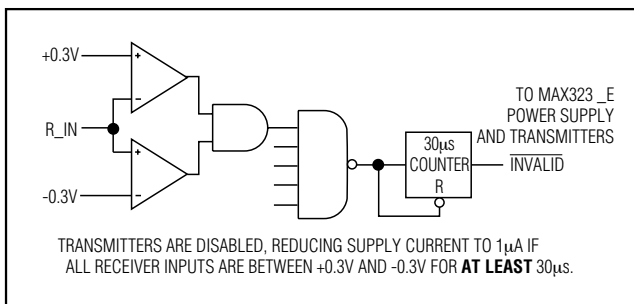 +0.3V
R_IN
-0.3V
+
−
+
−
30µs
COUNTER
R
TO MAX323 _E
POWER SUPPLY
AND TRANSMITTERS
INVALID
TRANSMITTERS ARE DISABLED, REDUCING SUPPLY CURRENT TO 1µA IF
ALL RECEIVER INPUTS ARE BETWEEN +0.3V AND -0.3V FOR AT LEAST 30µs.